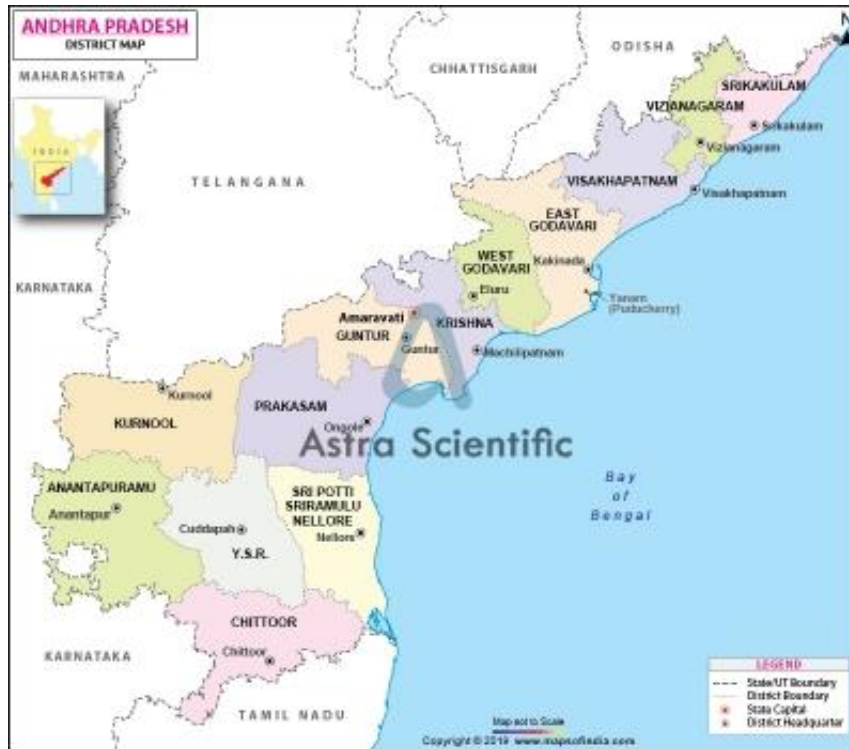 ANDHRA PRADESH
DISTRICT MAP
MAHARASHTRA
INDIA
CHHATTISGARH
ODISHA
SRIKAKULAM
VIZIANAGARAM
Srikakulam
Vizianagaram
TELANGANA
VISAKHAPATNAM
Visakhapatnam
EAST
GODAVARI
WEST
GODAVARI
Kakinada
KARNATAKA
Eluru
Yanam
(Puducherry)
Amaravati
KRISHNA
GUNTUR
Guntur
Machilipatnam
Kurnool
PRAKASAM
KURNOOL
Ongole
Astra Scientific
ANANTAPURAMU
Anantapur
SRI POTTI
SRIRAMULU
NELLORE
Bay
of
Bengal
Cuddapah
Nellore
Y.S.R.
CHITTOOR
KARNATAKA
Chittoor
TAMIL NADU
LEGEND
State/UT Boundary
District Boundary
State Capital
District Headquarter
Map not to Scale
Copyright © 2019 www.mapsofindia.com